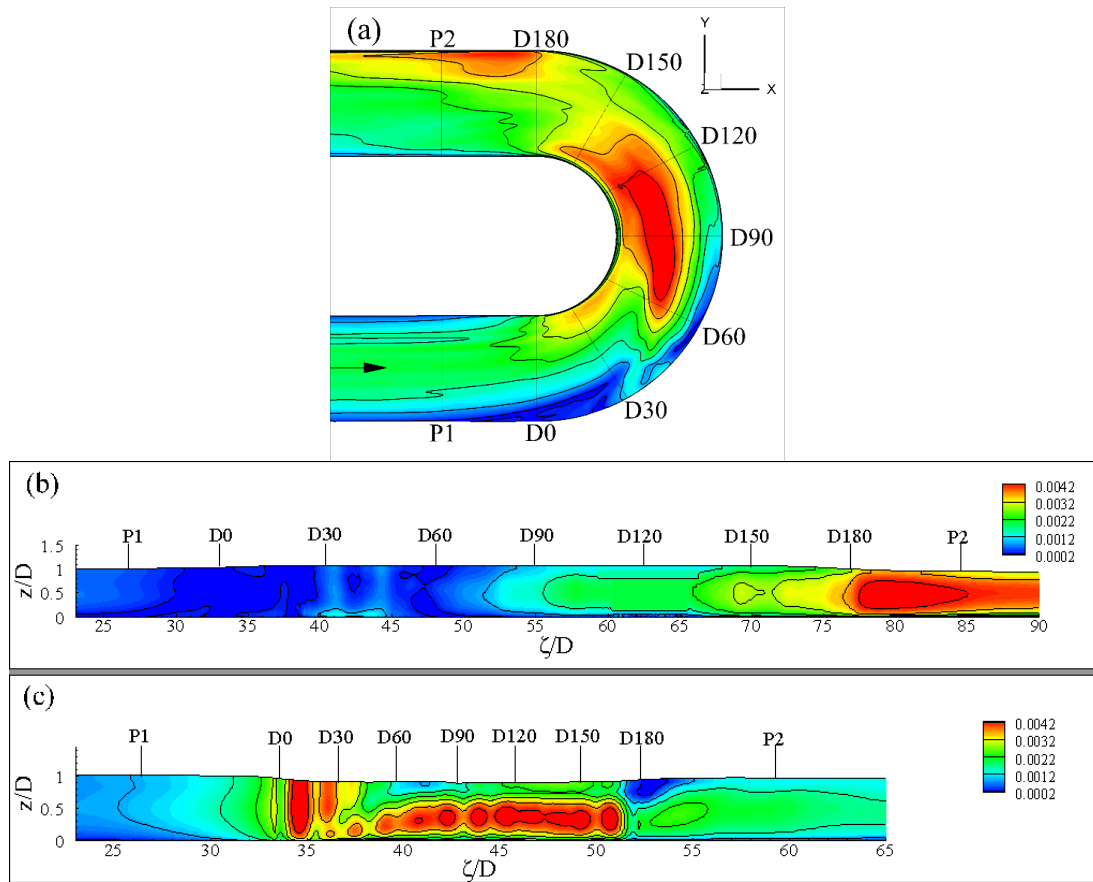 (a)
P2 D180
D150
D120
D90
D60
D30
P1 D0
Y
Z X
(b)
P1 D0 D30 D60 D90 D120 D150 D180 P2
0.0042
0.0032
0.0022
0.0012
0.0002
z/D
1.5
1
0.5
0
25 30 35 40 45 50 55 60 65 70 75 80 85 90
ζ/D
(c)
P1 D0 D30 D60 D90 D120 D150 D180 P2
0.0042
0.0032
0.0022
0.0012
0.0002
z/D
1
0.5
0
25 30 35 40 45 50 55 60 65
ζ/D